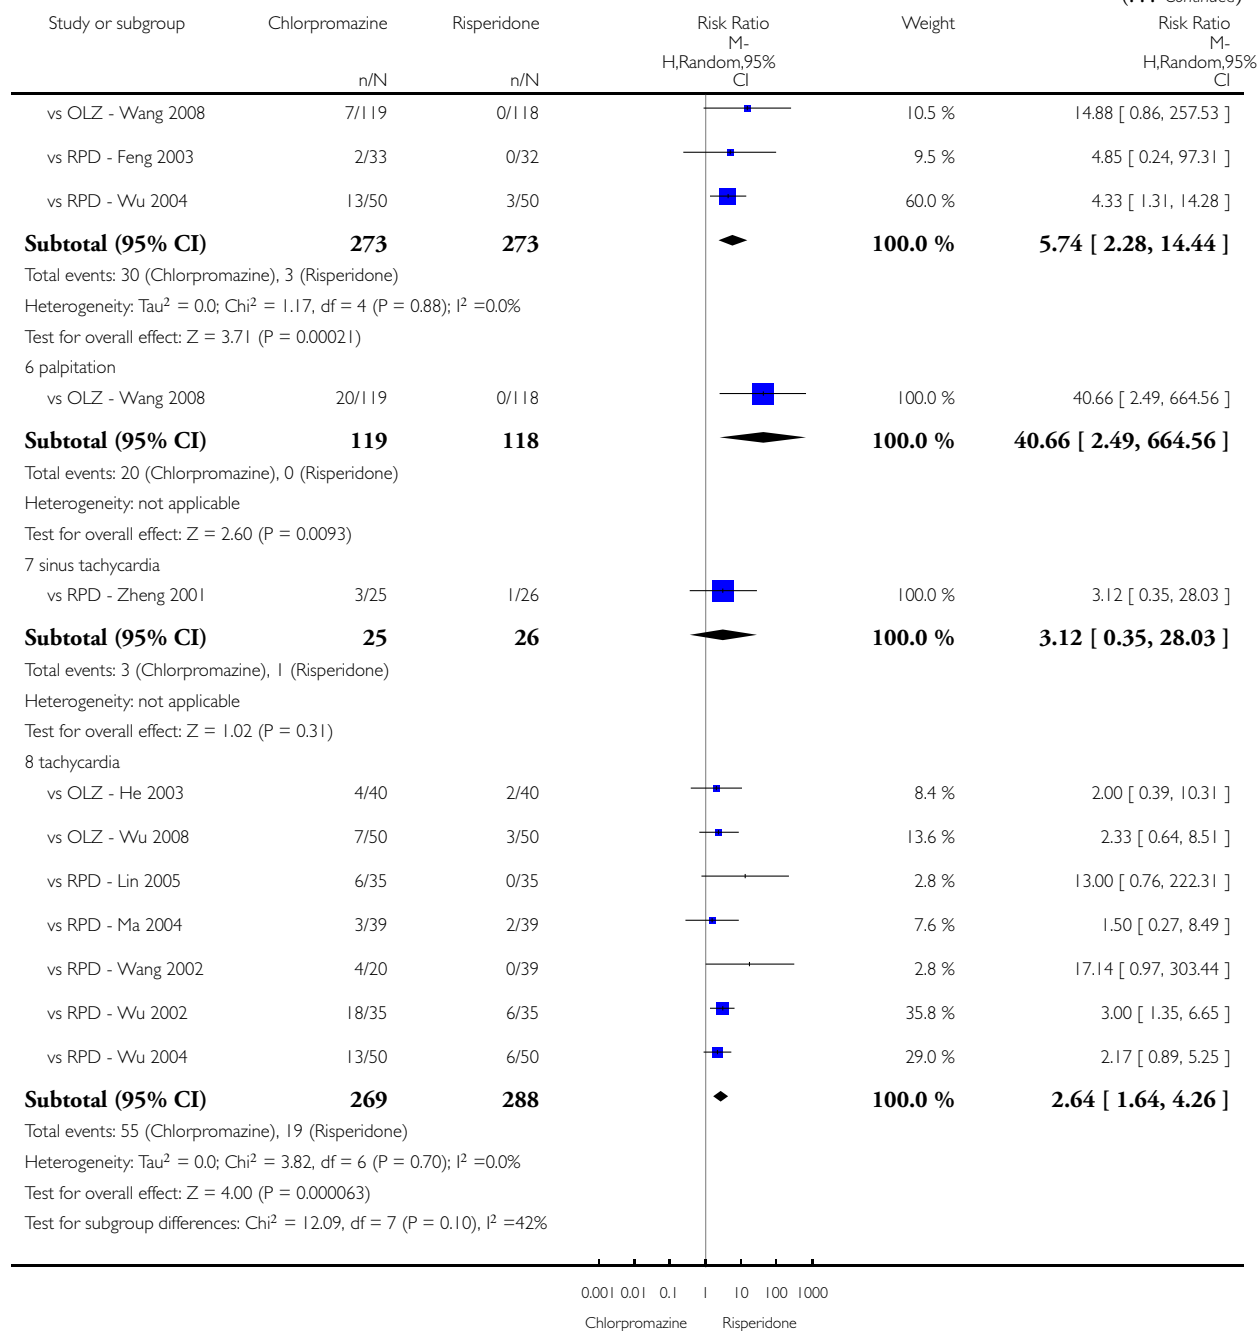 Continued)
Study or subgroup Chlorpromazine Risperidone Risk Ratio Weight Risk Ratio
M- M-
H,Random,95% H,Random,95%
n/N n/N CI CI
vs OLZ - Wang 2008 7/119 0/118 10.5 % 14.88 [ 0.86, 257.53 ]
vs RPD - Feng 2003 2/33 0/32 9.5 % 4.85 [ 0.24, 97.31 ]
vs RPD - Wu 2004 13/50 3/50 60.0 % 4.33 [ 1.31, 14.28 ]
Subtotal (95% CI) 273 273 100.0 % 5.74 [ 2.28, 14.44 ]
Total events: 30 (Chlorpromazine), 3 (Risperidone)
Heterogeneity: Tau² = 0.0; Chi² = 1.17, df = 4 (P = 0.88); I² =0.0%
Test for overall effect: Z = 3.71 (P = 0.00021)
6 palpitation
vs OLZ - Wang 2008 20/119 0/118 100.0 % 40.66 [ 2.49, 664.56 ]
Subtotal (95% CI) 119 118 100.0 % 40.66 [ 2.49, 664.56 ]
Total events: 20 (Chlorpromazine), 0 (Risperidone)
Heterogeneity: not applicable
Test for overall effect: Z = 2.60 (P = 0.0093)
7 sinus tachycardia
vs RPD - Zheng 2001 3/25 1/26 100.0 % 3.12 [ 0.35, 28.03 ]
Subtotal (95% CI) 25 26 100.0 % 3.12 [ 0.35, 28.03 ]
Total events: 3 (Chlorpromazine), 1 (Risperidone)
Heterogeneity: not applicable
Test for overall effect: Z = 1.02 (P = 0.31)
8 tachycardia
vs OLZ - He 2003 4/40 2/40 8.4 % 2.00 [ 0.39, 10.31 ]
vs OLZ - Wu 2008 7/50 3/50 13.6 % 2.33 [ 0.64, 8.51 ]
vs RPD - Lin 2005 6/35 0/35 2.8 % 13.00 [ 0.76, 222.31 ]
vs RPD - Ma 2004 3/39 2/39 7.6 % 1.50 [ 0.27, 8.49 ]
vs RPD - Wang 2002 4/20 0/39 2.8 % 17.14 [ 0.97, 303.44 ]
vs RPD - Wu 2002 18/35 6/35 35.8 % 3.00 [ 1.35, 6.65 ]
vs RPD - Wu 2004 13/50 6/50 29.0 % 2.17 [ 0.89, 5.25 ]
Subtotal (95% CI) 269 288 100.0 % 2.64 [ 1.64, 4.26 ]
Total events: 55 (Chlorpromazine), 19 (Risperidone)
Heterogeneity: Tau² = 0.0; Chi² = 3.82, df = 6 (P = 0.70); I² =0.0%
Test for overall effect: Z = 4.00 (P = 0.000063)
Test for subgroup differences: Chi² = 12.09, df = 7 (P = 0.10), I² =42%
0.001 0.01 0.1 1 10 100 1000
Chlorpromazine Risperidone